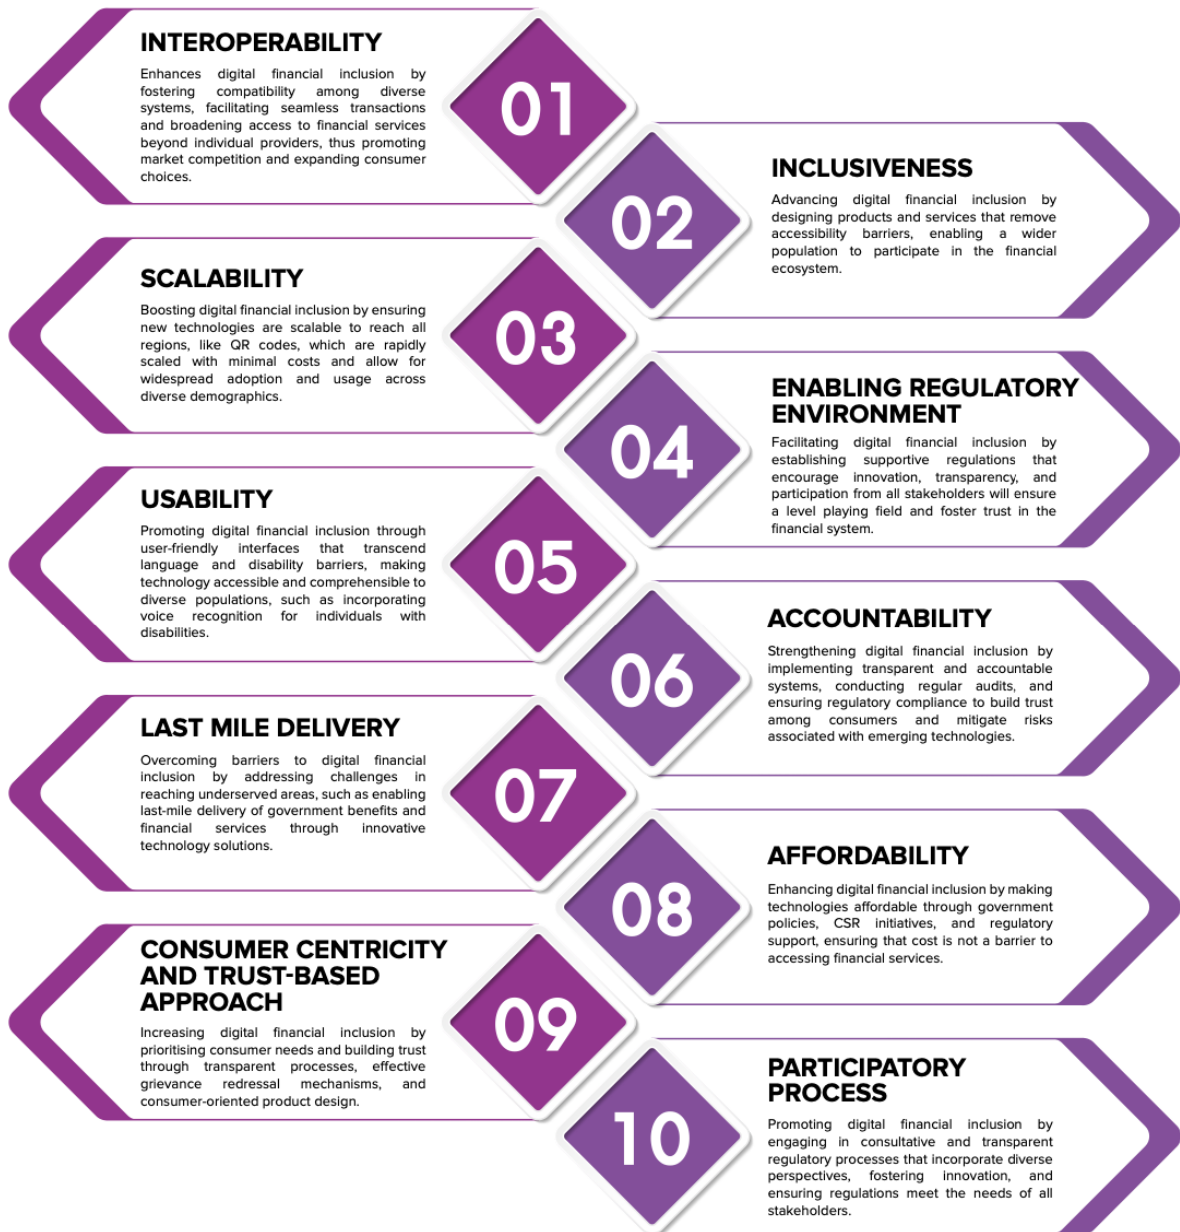 INTEROPERABILITY
Enhances digital financial inclusion by
fostering compatibility among diverse
systems, facilitating seamless transactions
and broadening access to financial services
beyond individual providers, thus promoting
market competition and expanding consumer
choices.
01
INCLUSIVENESS
Advancing digital financial inclusion by
designing products and services that remove
accessibility barriers, enabling a wider
population to participate in the financial
ecosystem.
02
SCALABILITY
Boosting digital financial inclusion by ensuring
new technologies are scalable to reach all
regions, like QR codes, which are rapidly
scaled with minimal costs and allow for
widespread adoption and usage across
diverse demographics.
03
ENABLING REGULATORY
ENVIRONMENT
Facilitating digital financial inclusion by
establishing supportive regulations that
encourage innovation, transparency, and
participation from all stakeholders will ensure
a level playing field and foster trust in the
financial system.
04
USABILITY
Promoting digital financial inclusion through
user-friendly interfaces that transcend
language and disability barriers, making
technology accessible and comprehensible to
diverse populations, such as incorporating
voice recognition for individuals with
disabilities.
05
ACCOUNTABILITY
Strengthening digital financial inclusion by
implementing transparent and accountable
systems, conducting regular audits, and
ensuring regulatory compliance to build trust
among consumers and mitigate risks
associated with emerging technologies.
06
LAST MILE DELIVERY
Overcoming barriers to digital financial
inclusion by addressing challenges in
reaching underserved areas, such as enabling
last-mile delivery of government benefits and
financial services through innovative
technology solutions.
07
AFFORDABILITY
Enhancing digital financial inclusion by making
technologies affordable through government
policies, CSR initiatives, and regulatory
support, ensuring that cost is not a barrier to
accessing financial services.
08
CONSUMER CENTRICITY
AND TRUST-BASED
APPROACH
Increasing digital financial inclusion by
prioritising consumer needs and building trust
through transparent processes, effective
grievance redressal mechanisms, and
consumer-oriented product design.
09
PARTICIPATORY
PROCESS
Promoting digital financial inclusion by
engaging in consultative and transparent
regulatory processes that incorporate diverse
perspectives, fostering innovation, and
ensuring regulations meet the needs of all
stakeholders.
10